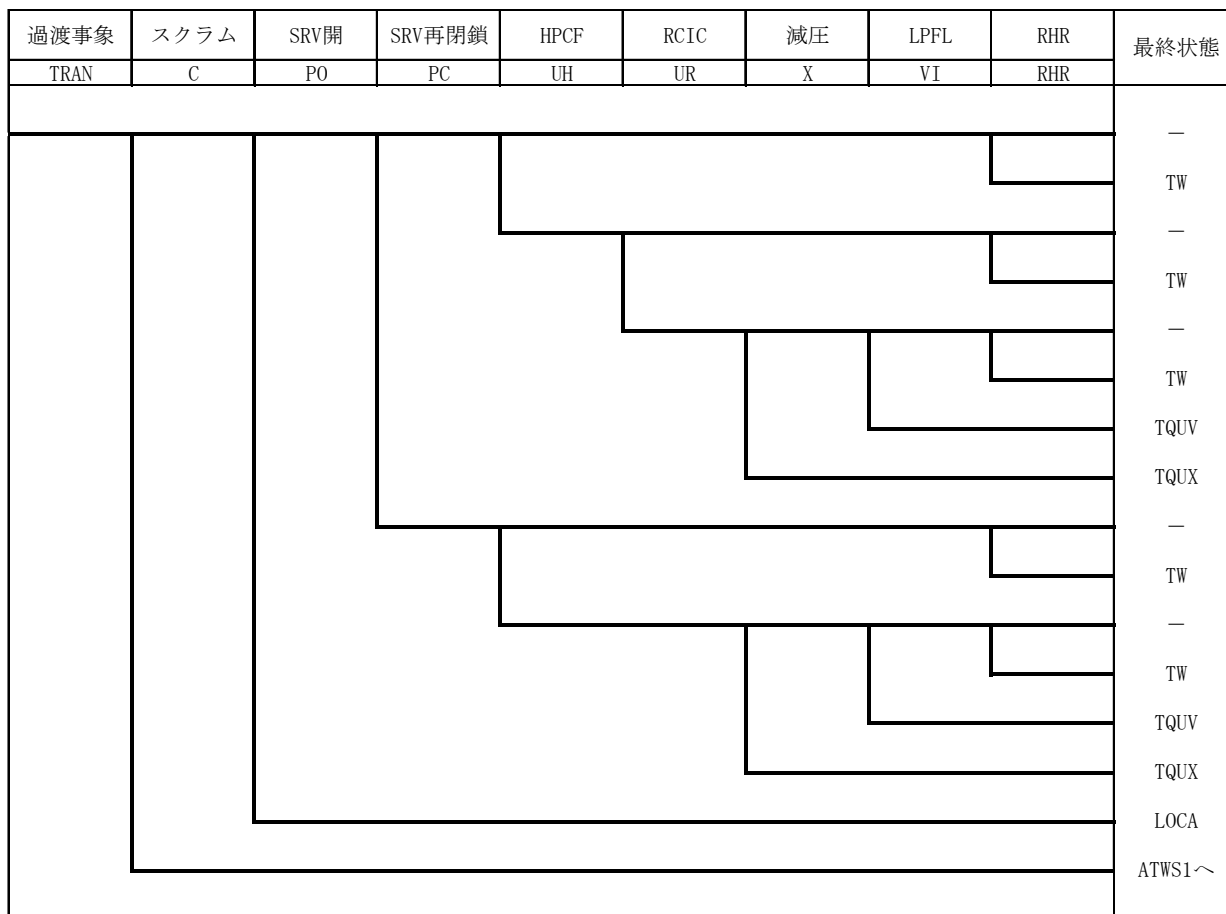 過渡事象 スクラム SRV開 SRV再閉鎖 HPCF RCIC 減圧 LPFL RHR 最終状態
TRAN C PO PC UH UR X VI RHR
－
TW
－
TW
－
TW
TQUV
TQUX
－
TW
－
TW
TQUV
TQUX
LOCA
ATWS1へ